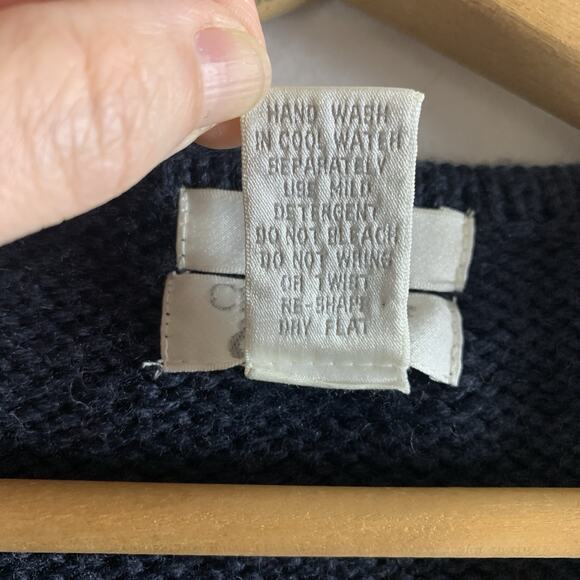 HAND WASH
IN COOL WATER
SEPARATELY
USE MILD
DETERGENT
DO NOT BLEACH
DO NOT WRING
OR TWIST
RE-SHAPE
DRY FLAT